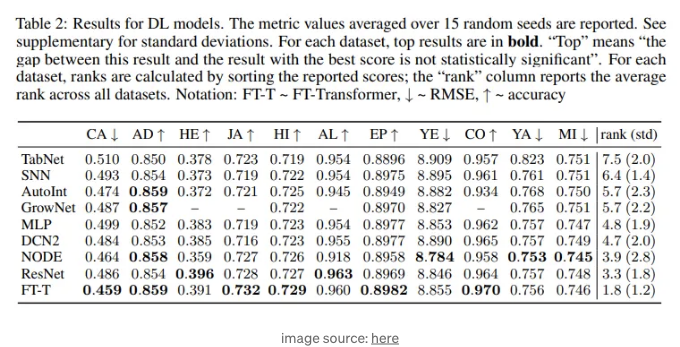 Table 2: Results for DL models. The metric values averaged over 15 random seeds are reported. See
supplementary for standard deviations. For each dataset, top results are in bold. “Top” means “the
gap between this result and the result with the best score is not statistically significant”. For each
dataset, ranks are calculated by sorting the reported scores; the “rank” column reports the average
rank across all datasets. Notation: FT-T ~ FT-Transformer, ↓ ~ RMSE, ↑ ~ accuracy
CA ↓ AD ↑ HE ↑ JA ↑ HI ↑ AL ↑ EP ↑ YE ↓ CO ↑ YA ↓ MI ↓ rank (std)
TabNet 0.510 0.850 0.378 0.723 0.719 0.954 0.8896 8.909 0.957 0.823 0.751 7.5 (2.0)
SNN 0.493 0.854 0.373 0.719 0.722 0.954 0.8975 8.895 0.961 0.761 0.751 6.4 (1.4)
AutoInt 0.474 0.859 0.372 0.721 0.725 0.945 0.8949 8.882 0.934 0.768 0.750 5.7 (2.3)
GrowNet 0.487 0.857 – – 0.722 – 0.8970 8.827 – 0.765 0.751 5.7 (2.2)
MLP 0.499 0.852 0.383 0.719 0.723 0.954 0.8977 8.853 0.962 0.757 0.747 4.8 (1.9)
DCN2 0.484 0.853 0.385 0.716 0.723 0.955 0.8977 8.890 0.965 0.757 0.749 4.7 (2.0)
NODE 0.464 0.858 0.359 0.727 0.726 0.918 0.8958 8.784 0.958 0.753 0.745 3.9 (2.8)
ResNet 0.486 0.854 0.396 0.728 0.727 0.963 0.8969 8.846 0.964 0.757 0.748 3.3 (1.8)
FT-T 0.459 0.859 0.391 0.732 0.729 0.960 0.8982 8.855 0.970 0.756 0.746 1.8 (1.2)
image source: here